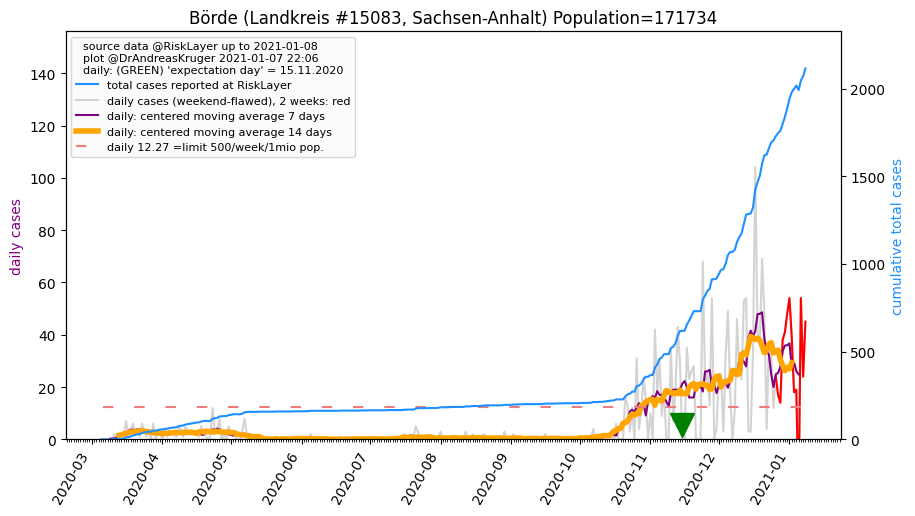 Börde (Landkreis #15083, Sachsen-Anhalt) Population=171734
source data @RiskLayer up to 2021-01-08
plot @DrAndreasKruger 2021-01-07 22:06
daily: (GREEN) 'expectation day' = 15.11.2020
total cases reported at RiskLayer
daily cases (weekend-flawed), 2 weeks: red
daily: centered moving average 7 days
daily: centered moving average 14 days
daily 12.27 =limit 500/week/1mio pop.
daily cases
140
120
100
80
60
40
20
0
cumulative total cases
2000
1500
1000
500
0
2020-03
2020-04
2020-05
2020-06
2020-07
2020-08
2020-09
2020-10
2020-11
2020-12
2021-01